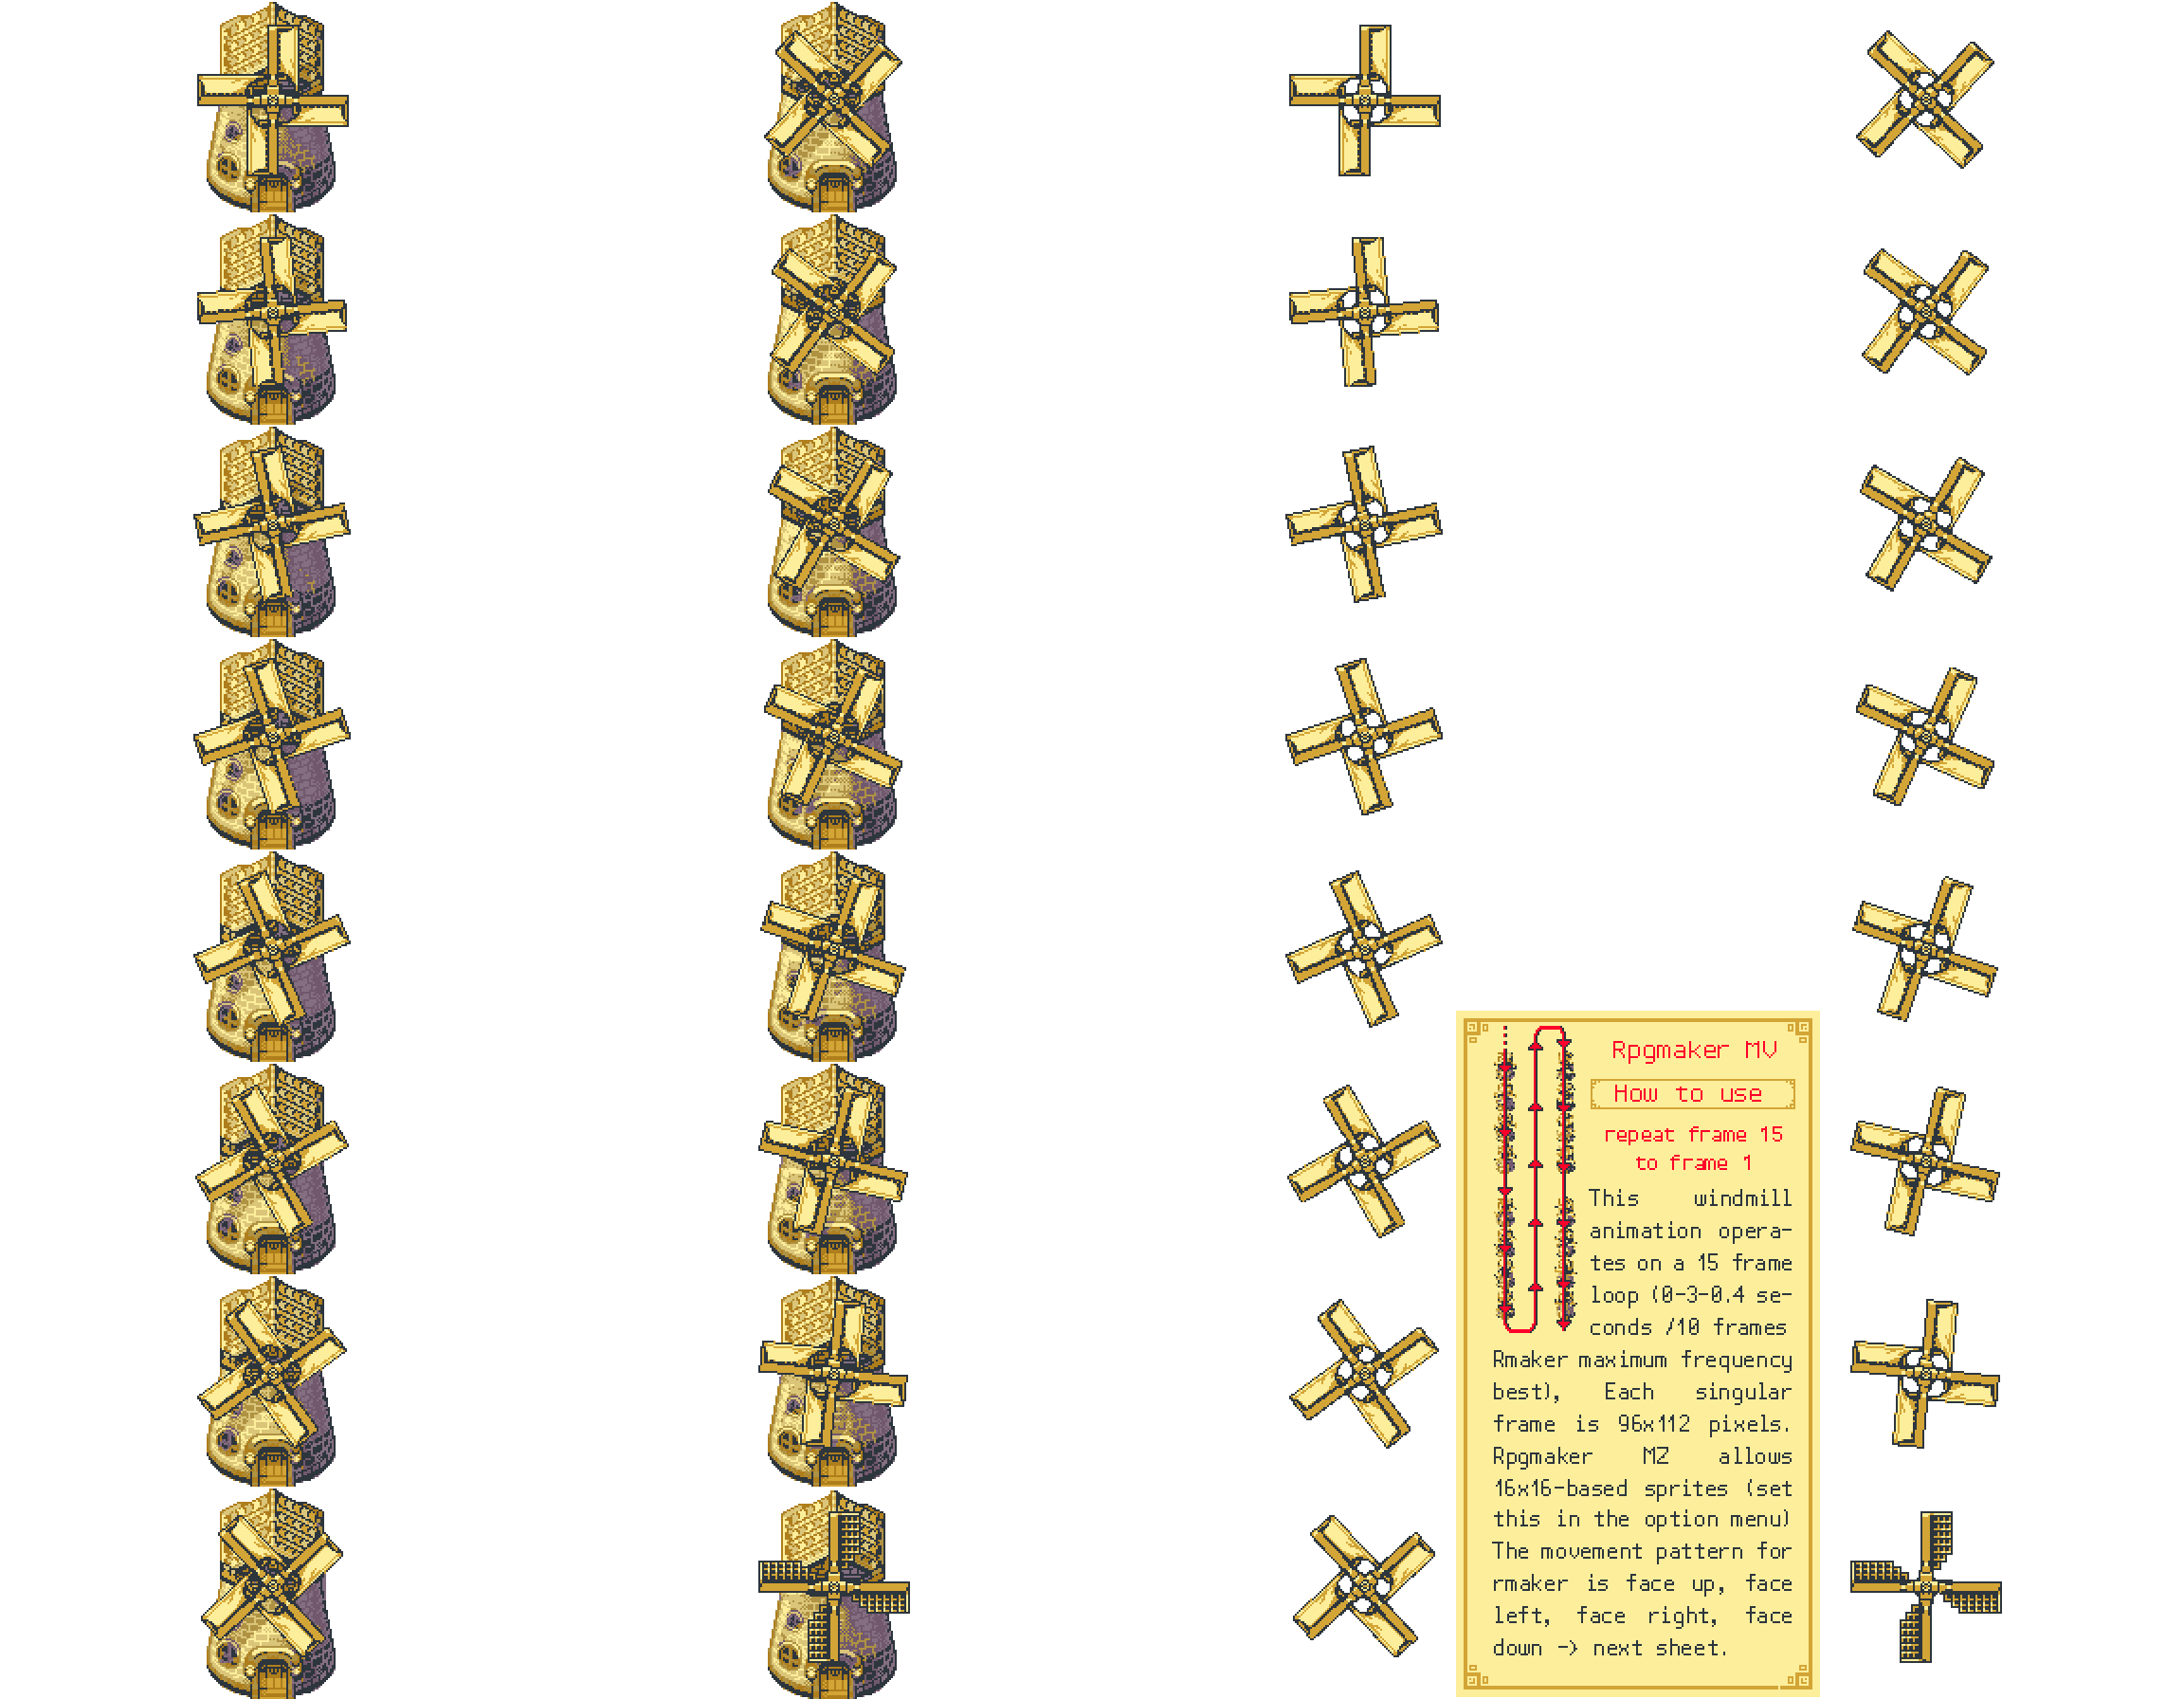 Rpgmaker MV
How to use
repeat frame 15
to frame 1
This windmill
animation opera-
tes on a 15 frame
loop (0-3-0.4 se-
conds /10 frames
Rmaker maximum frequency
best), Each singular
frame is 96x112 pixels.
Rpgmaker MZ allows
16x16-based sprites (set
this in the option menu)
The movement pattern for
rmaker is face up, face
left, face right, face
down -> next sheet.